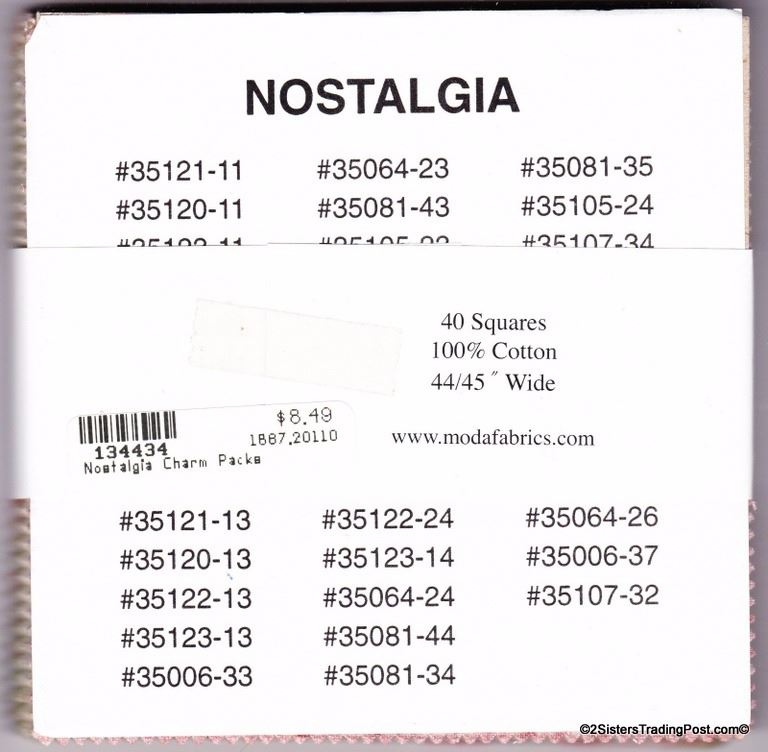 NOSTALGIA
#35121-11 #35064-23 #35081-35
#35120-11 #35081-43 #35105-24
#35107-34
40 Squares
100% Cotton
44/45 ″ Wide
$8.49
1887.20110
134434
Nostalgia Charm Packs
www.modafabrics.com
#35121-13 #35122-24 #35064-26
#35120-13 #35123-14 #35006-37
#35122-13 #35064-24 #35107-32
#35123-13 #35081-44
#35006-33 #35081-34
©2SistersTradingPost.com©